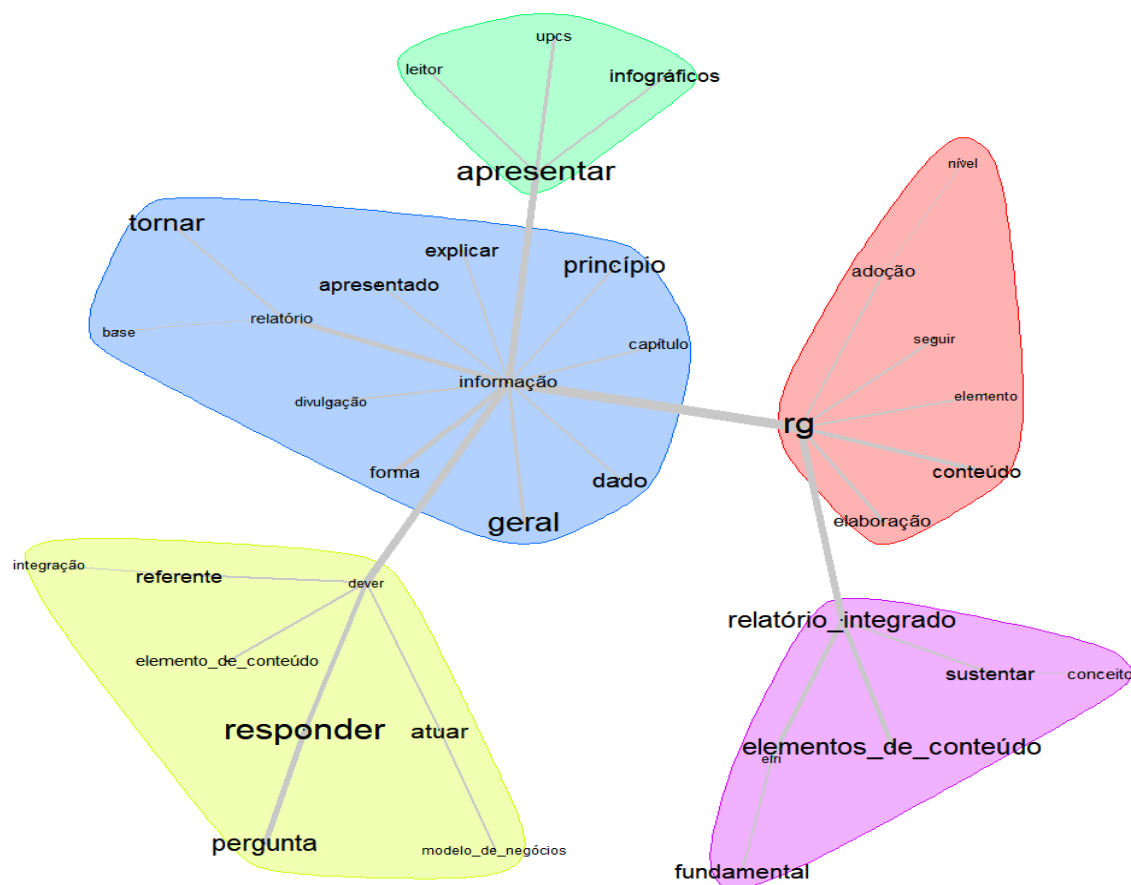 upcs
leitor
infográficos
apresentar
nível
tornar
explicar
princípio
adoção
apresentado
relatório
base
capítulo
seguir
informação
divulgação
elemento
rg
forma
dado
conteúdo
geral
elaboração
integração
referente
dever
relatório_integrado
elemento_de_conteúdo
sustentar
conceito
responder
atuar
elementos_de_conteúdo
efri
pergunta
modelo_de_negócios
fundamental